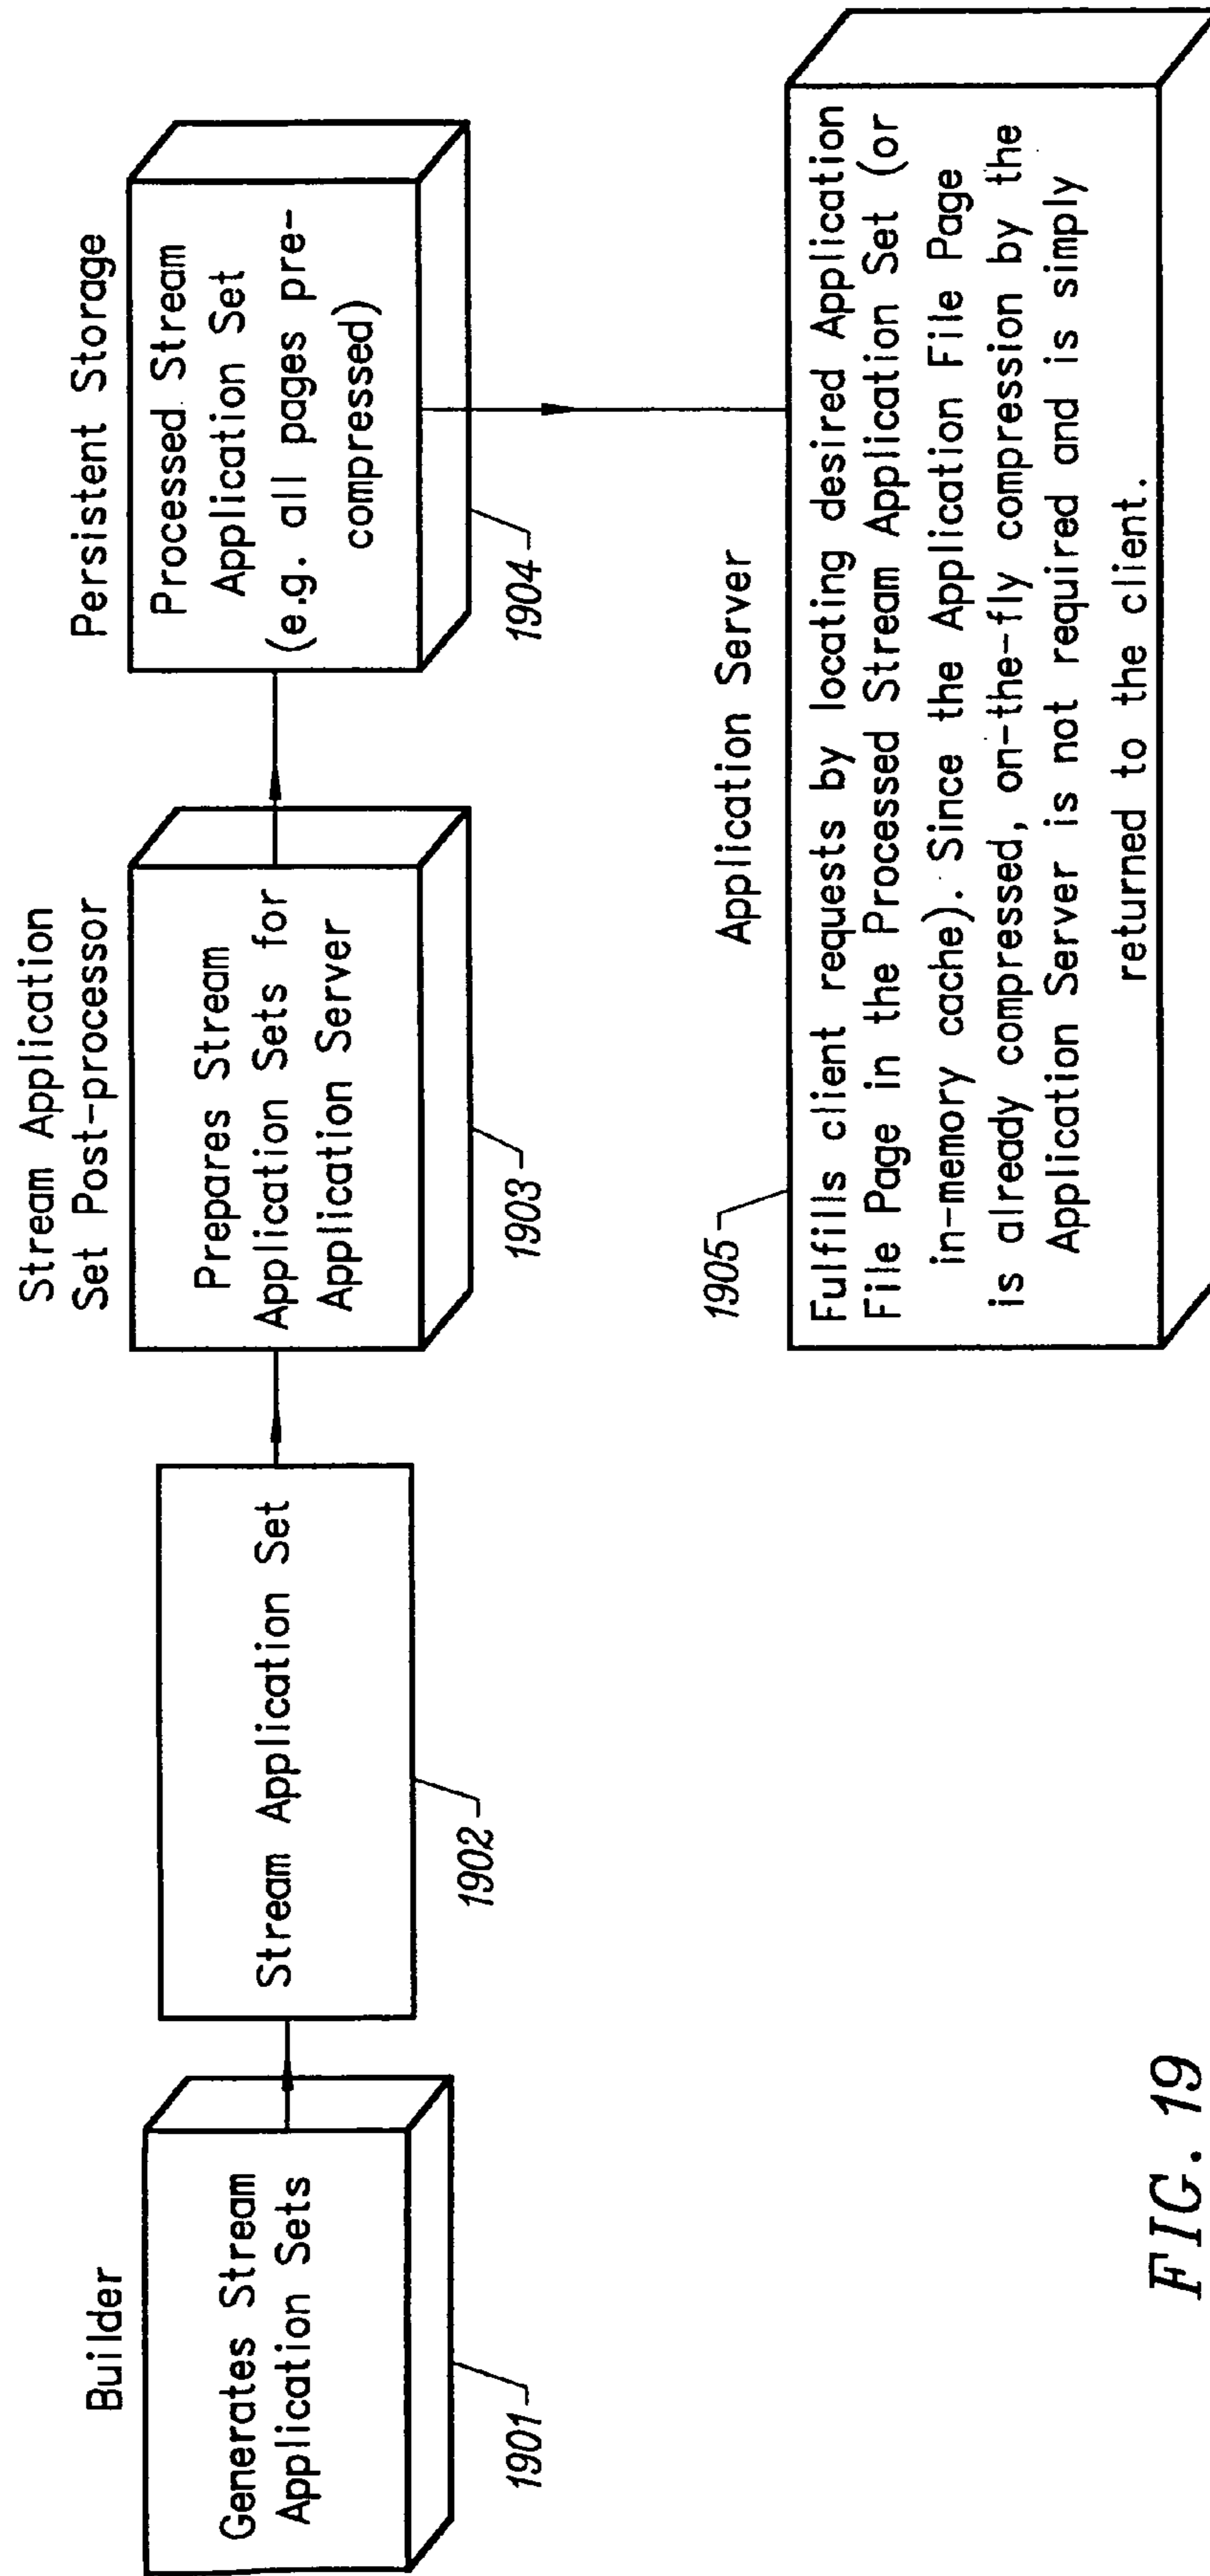 Builder
Generates Stream
Application Sets
1901
Stream Application Set
1902
Stream Application
Set Post-processor
Prepares Stream
Application Sets for
Application Server
1903
Persistent Storage
Processed Stream
Application Set
(e.g. all pages pre-
compressed)
1904
Application Server
1905
Fulfills client requests by locating desired Application
File Page in the Processed Stream Application Set (or
in-memory cache). Since the Application File Page
is already compressed, on-the-fly compression by the
Application Server is not required and is simply
returned to the client.
FIG. 19